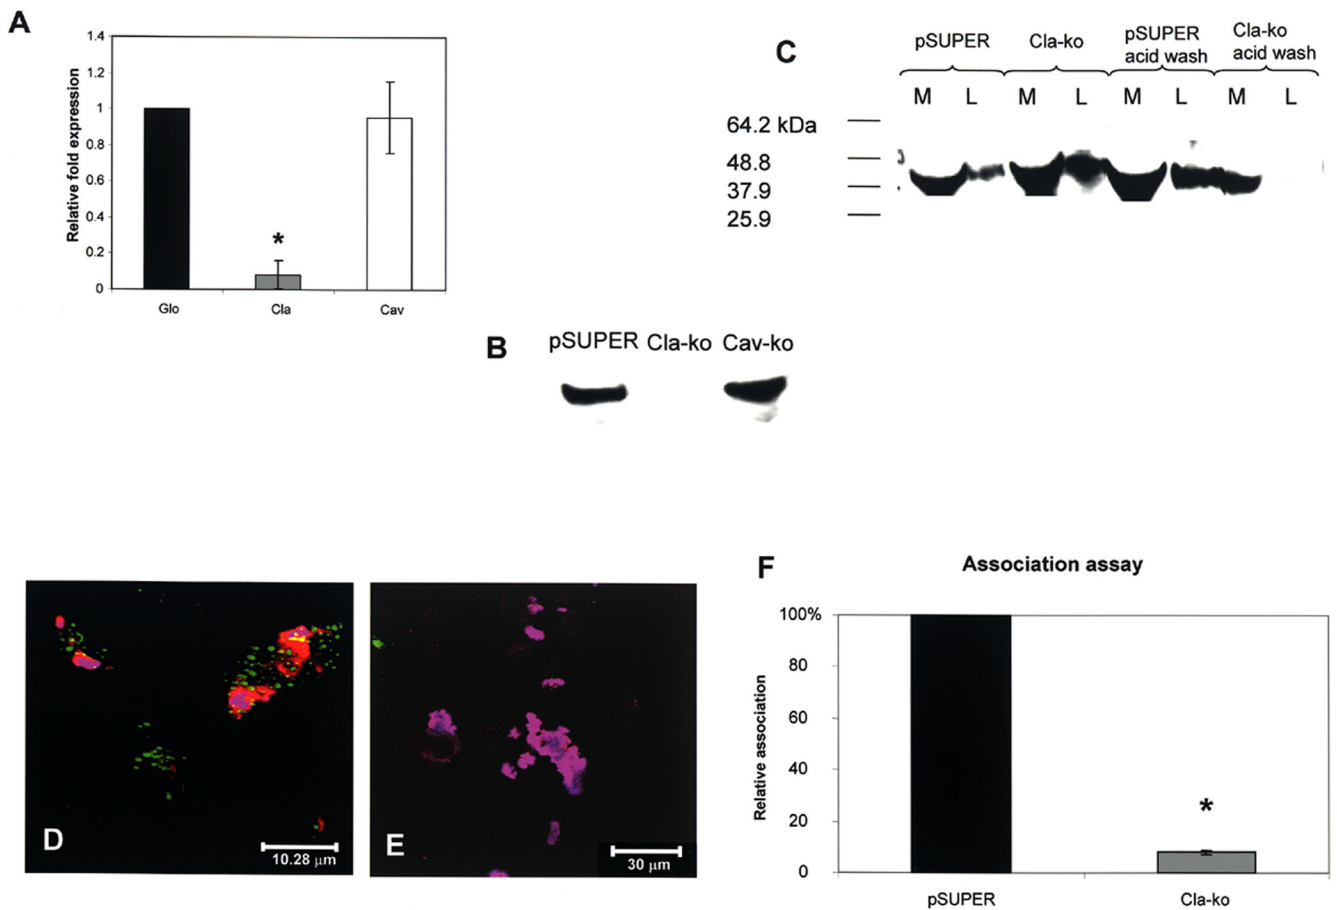 A
1.4
1.2
1
0.8
0.6
0.4
0.2
0
Relative fold expression
*
Glo Cla Cav
B
pSUPER Cla-ko Cav-ko
C
pSUPER Cla-ko pSUPER acid wash Cla-ko acid wash
M L M L M L M L
64.2 kDa
48.8
37.9
25.9
D
10.28 µm
E
30 µm
F
Association assay
100%
80
60
40
20
0
Relative association
*
pSUPER Cla-ko